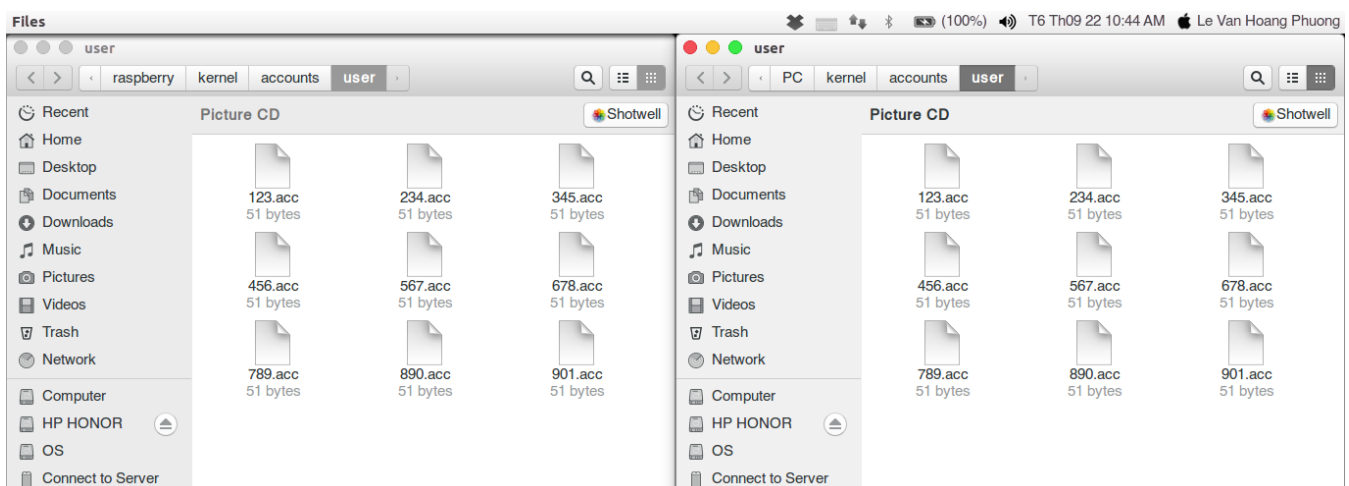 Files
(100%) T6 Th09 22 10:44 AM Le Van Hoang Phuong
user
raspberry kernel accounts user
Recent
Home
Desktop
Documents
Downloads
Music
Pictures
Videos
Trash
Network
Computer
HP HONOR
OS
Connect to Server
Picture CD Shotwell
123.acc 234.acc 345.acc
51 bytes 51 bytes 51 bytes
456.acc 567.acc 678.acc
51 bytes 51 bytes 51 bytes
789.acc 890.acc 901.acc
51 bytes 51 bytes 51 bytes
user
PC kernel accounts user
Recent
Home
Desktop
Documents
Downloads
Music
Pictures
Videos
Trash
Network
Computer
HP HONOR
OS
Connect to Server
Picture CD Shotwell
123.acc 234.acc 345.acc
51 bytes 51 bytes 51 bytes
456.acc 567.acc 678.acc
51 bytes 51 bytes 51 bytes
789.acc 890.acc 901.acc
51 bytes 51 bytes 51 bytes